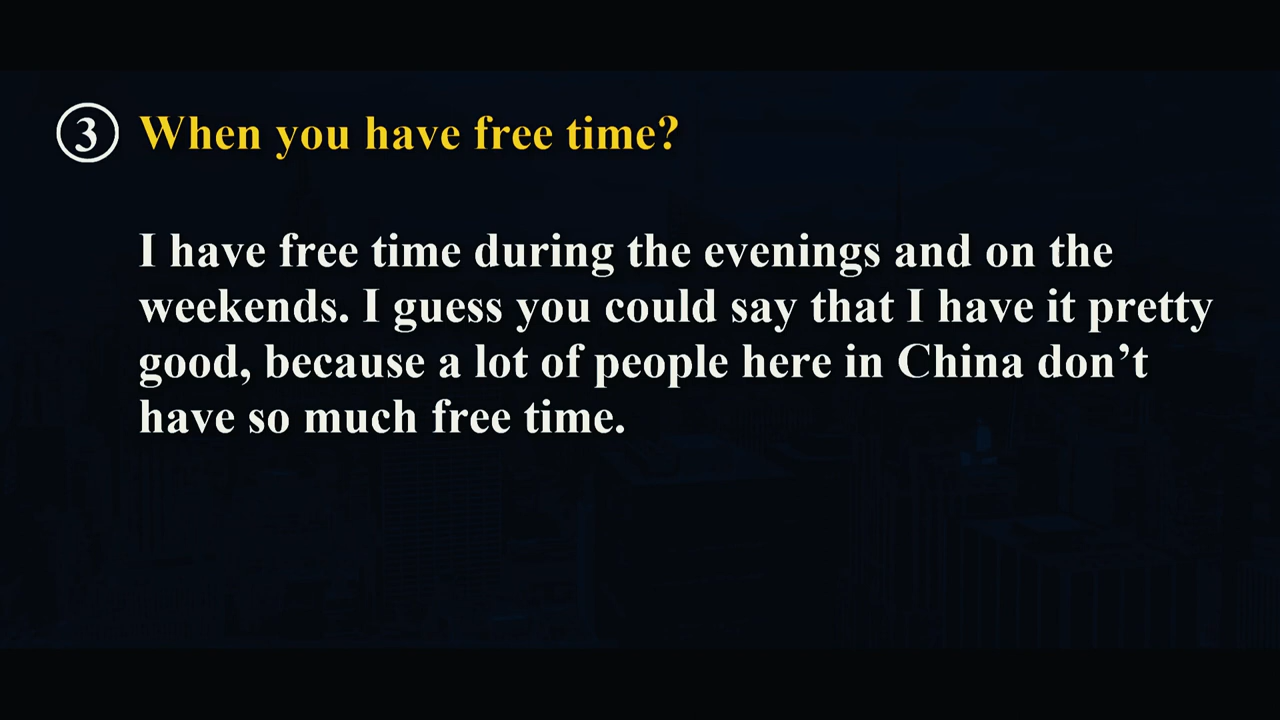 ③ When you have free time?
I have free time during the evenings and on the
weekends. I guess you could say that I have it pretty
good, because a lot of people here in China don’t
have so much free time.